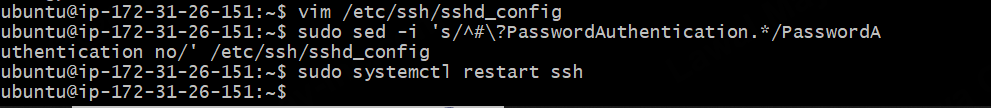 ubuntu@ip-172-31-26-151:~$ vim /etc/ssh/sshd_config
ubuntu@ip-172-31-26-151:~$ sudo sed -i 's/^#\?PasswordAuthentication.*/PasswordA
uthentication no/' /etc/ssh/sshd_config
ubuntu@ip-172-31-26-151:~$ sudo systemctl restart ssh
ubuntu@ip-172-31-26-151:~$